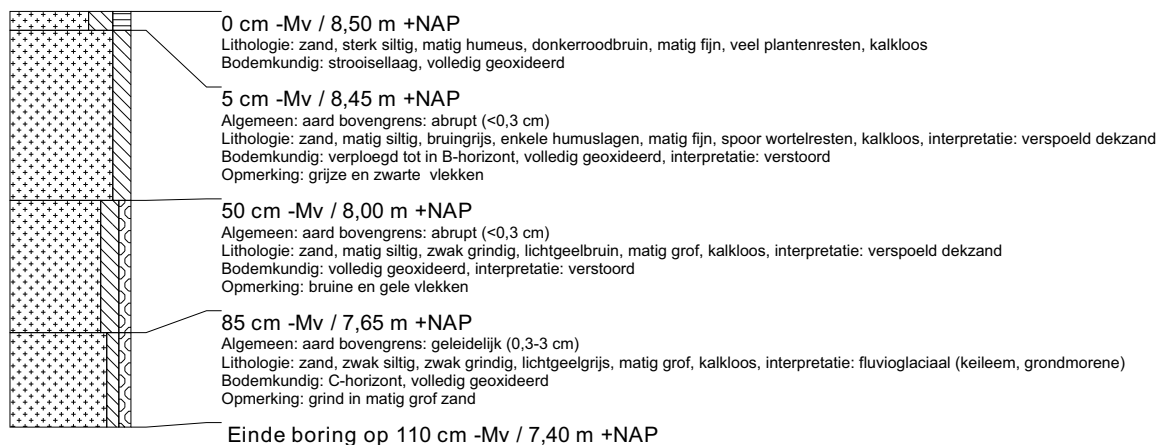 0 cm -Mv / 8,50 m +NAP
Lithologie: zand, sterk siltig, matig humeus, donkerroodbruin, matig fijn, veel plantenresten, kalkloos
Bodemkundig: strooisellaag, volledig geoxideerd
5 cm -Mv / 8,45 m +NAP
Algemeen: aard bovengrens: abrupt (<0,3 cm)
Lithologie: zand, matig siltig, bruingrijs, enkele humuslagen, matig fijn, spoor wortelresten, kalkloos, interpretatie: verspoeld dekzand
Bodemkundig: verploegd tot in B-horizont, volledig geoxideerd, interpretatie: verstoord
Opmerking: grijze en zwarte vlekken
50 cm -Mv / 8,00 m +NAP
Algemeen: aard bovengrens: abrupt (<0,3 cm)
Lithologie: zand, matig siltig, zwak grindig, lichtgeelbruin, matig grof, kalkloos, interpretatie: verspoeld dekzand
Bodemkundig: volledig geoxideerd, interpretatie: verstoord
Opmerking: bruine en gele vlekken
85 cm -Mv / 7,65 m +NAP
Algemeen: aard bovengrens: geleidelijk (0,3-3 cm)
Lithologie: zand, zwak siltig, zwak grindig, lichtgeelgrijs, matig grof, kalkloos, interpretatie: fluvioglaciaal (keileem, grondmorene)
Bodemkundig: C-horizont, volledig geoxideerd
Opmerking: grind in matig grof zand
Einde boring op 110 cm -Mv / 7,40 m +NAP